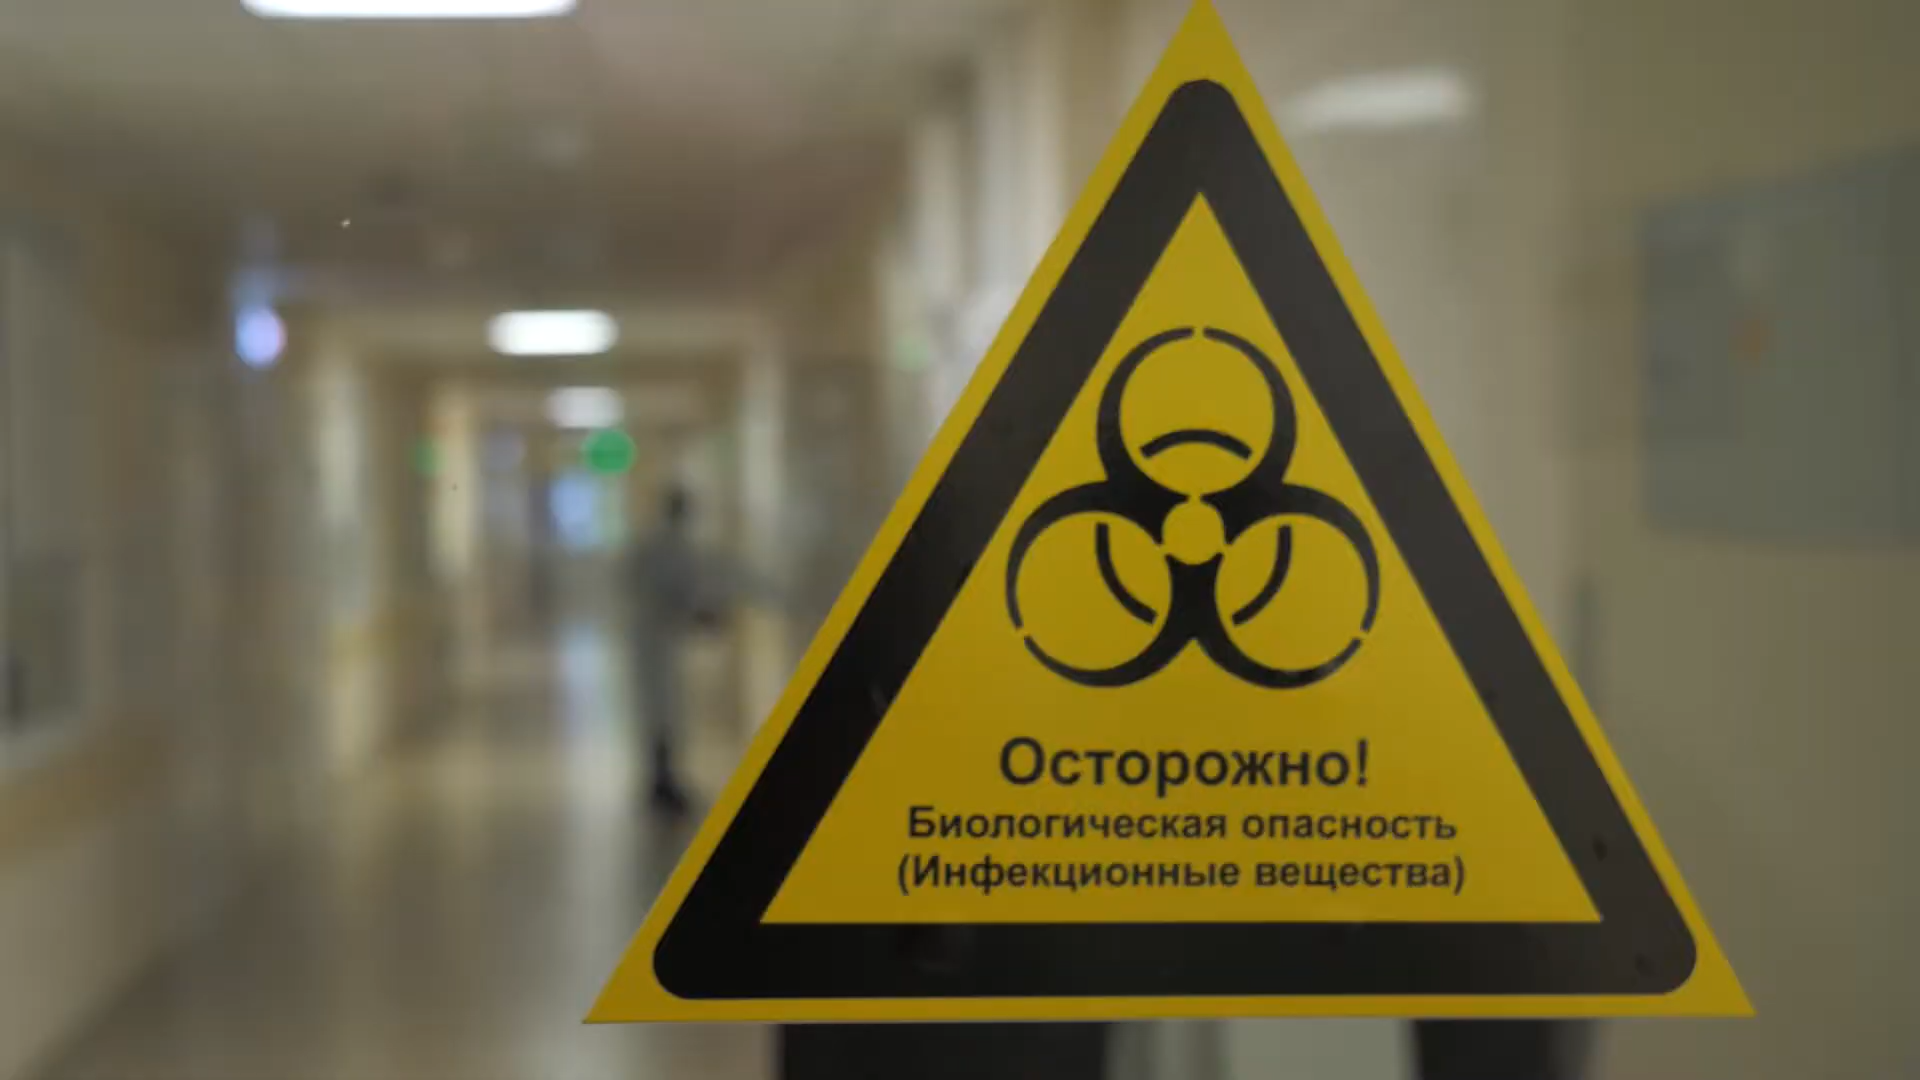 Осторожно!
Биологическая опасность
(Инфекционные вещества)